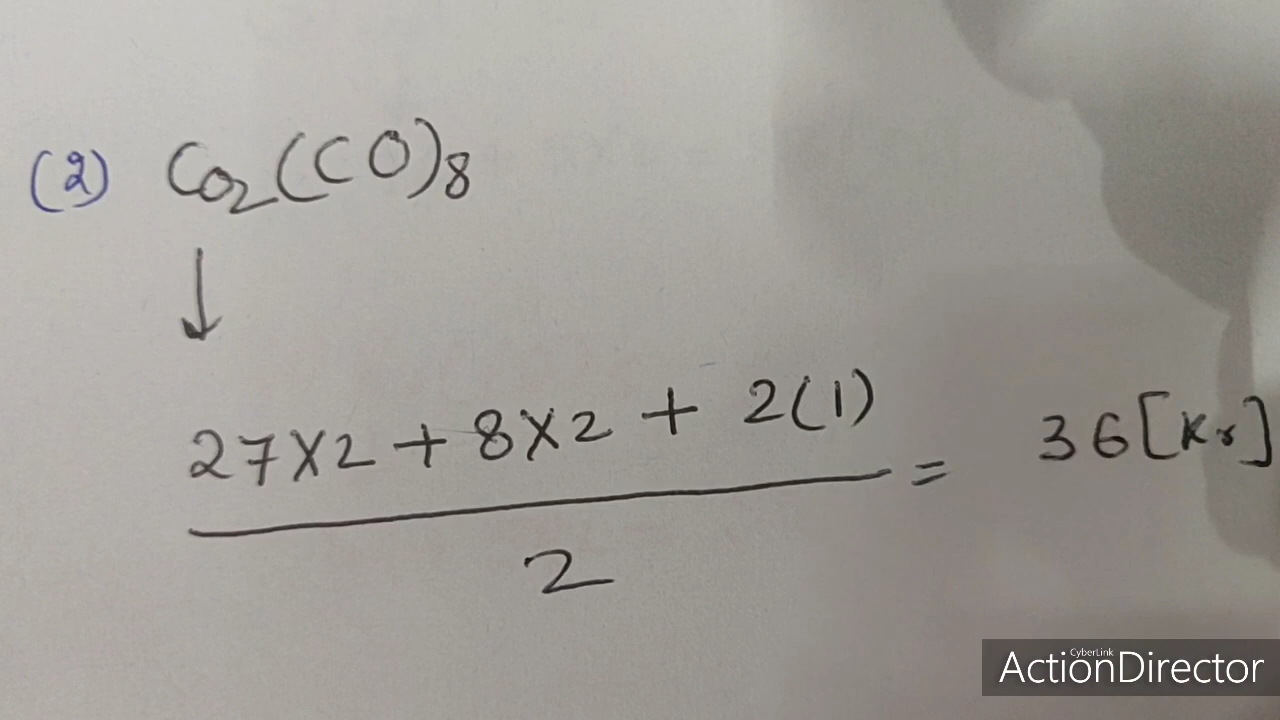 (2) Co2(CO)8
↓
27X2 + 8X2 + 2(1)
2
= 36[Kr]
CyberLink
ActionDirector